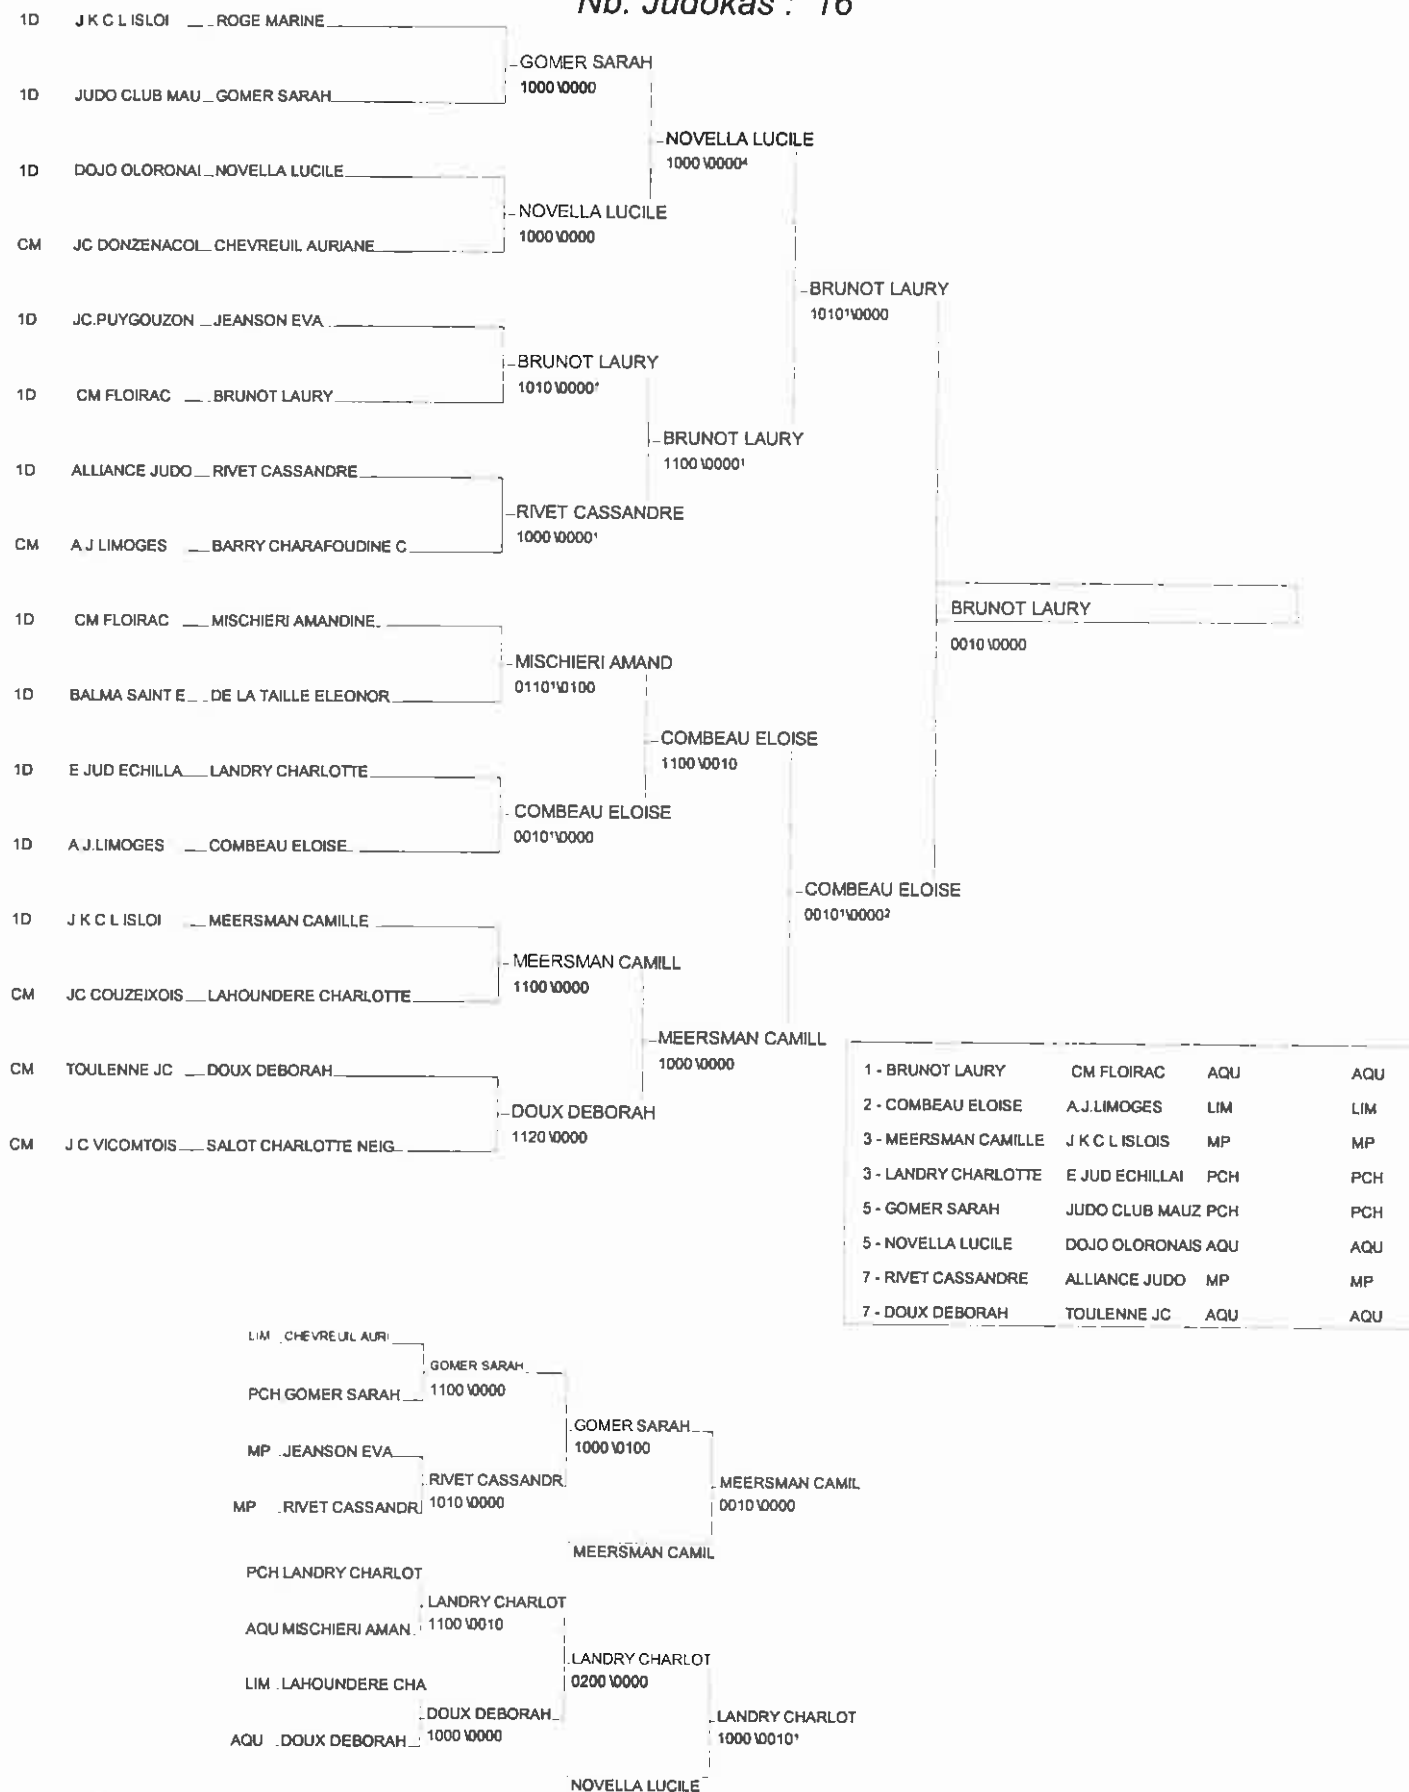 Nb. Judokas : 16
1D J K C L ISLOI ROGE MARINE
GOMER SARAH
1000\0000
1D JUDO CLUB MAU GOMER SARAH
NOVELLA LUCILE
1000\0000⁴
1D DOJO OLORONAI NOVELLA LUCILE
NOVELLA LUCILE
1000\0000
CM JC DONZENACOL CHEVREUIL AURIANE
BRUNOT LAURY
1010¹\0000
1D JC.PUYGOUZON JEANSON EVA
BRUNOT LAURY
1010\0000¹
1D CM FLOIRAC BRUNOT LAURY
BRUNOT LAURY
1100\0000¹
1D ALLIANCE JUDO RIVET CASSANDRE
RIVET CASSANDRE
1000\0000¹
CM A J LIMOGES BARRY CHARAFOUDINE C
BRUNOT LAURY
0010\0000
1D CM FLOIRAC MISCHIERI AMANDINE
MISCHIERI AMAND
0110¹\0100
1D BALMA SAINT E DE LA TAILLE ELEONOR
COMBEAU ELOISE
1100\0010
1D E JUD ECHILLA LANDRY CHARLOTTE
COMBEAU ELOISE
0010¹\0000
1D A J.LIMOGES COMBEAU ELOISE
COMBEAU ELOISE
0010¹\0000²
1D J K C L ISLOI MEERSMAN CAMILLE
MEERSMAN CAMILL
1100\0000
CM JC COUZEIXOIS LAHOUNDERE CHARLOTTE
MEERSMAN CAMILL
1000\0000
CM TOULENNE JC DOUX DEBORAH
DOUX DEBORAH
1120\0000
CM J C VICOMTOIS SALOT CHARLOTTE NEIG
1 - BRUNOT LAURY CM FLOIRAC AQU AQU
2 - COMBEAU ELOISE A.J.LIMOGES LIM LIM
3 - MEERSMAN CAMILLE J K C L ISLOIS MP MP
3 - LANDRY CHARLOTTE E JUD ECHILLAI PCH PCH
5 - GOMER SARAH JUDO CLUB MAUZ PCH PCH
5 - NOVELLA LUCILE DOJO OLORONAIS AQU AQU
7 - RIVET CASSANDRE ALLIANCE JUDO MP MP
7 - DOUX DEBORAH TOULENNE JC AQU AQU
LIM CHEVREUIL AURI
GOMER SARAH
1100\0000
PCH GOMER SARAH
GOMER SARAH
1000\0100
MP JEANSON EVA
RIVET CASSANDR
1010\0000
MP RIVET CASSANDR
MEERSMAN CAMIL
0010\0000
MEERSMAN CAMIL
PCH LANDRY CHARLOT
LANDRY CHARLOT
1100\0010
AQU MISCHIERI AMAN
LANDRY CHARLOT
0200\0000
LIM LAHOUNDERE CHA
DOUX DEBORAH
1000\0000
AQU DOUX DEBORAH
LANDRY CHARLOT
1000\0010¹
NOVELLA LUCILE